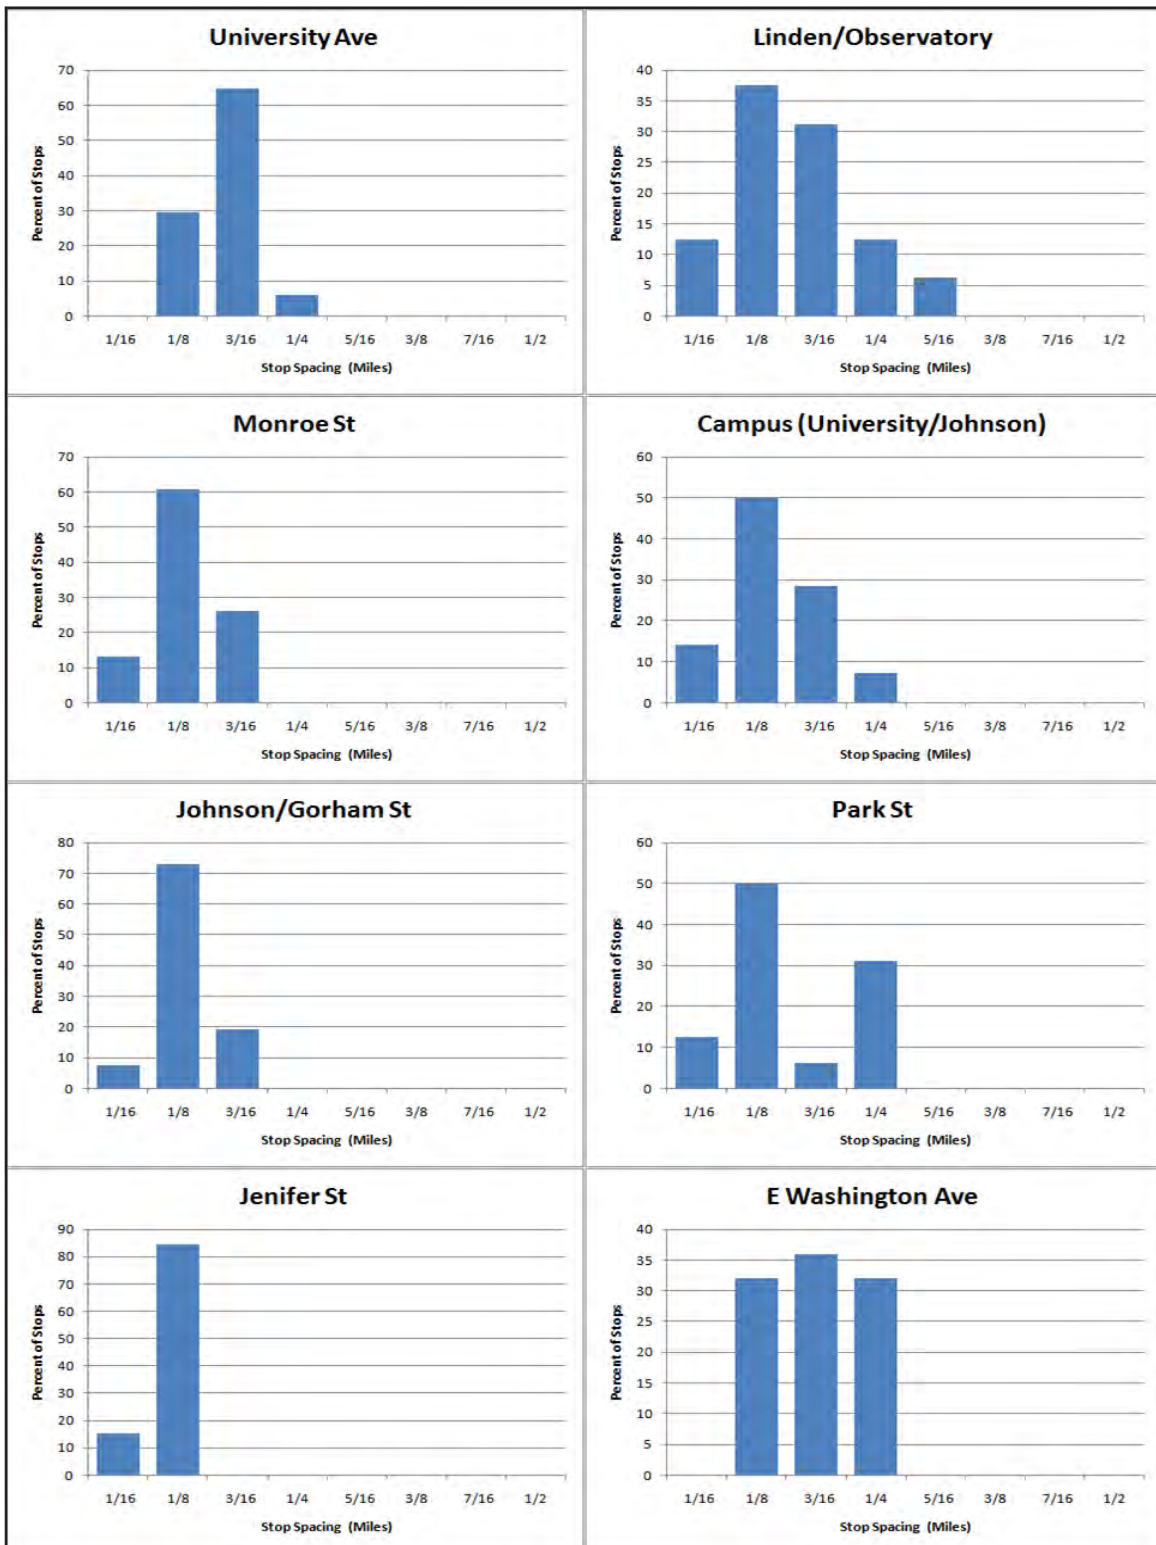 University Ave
70
60
50
40
30
20
10
0
Percent of Stops
1/16 1/8 3/16 1/4 5/16 3/8 7/16 1/2
Stop Spacing (Miles)
Linden/Observatory
40
35
30
25
20
15
10
5
0
Percent of Stops
1/16 1/8 3/16 1/4 5/16 3/8 7/16 1/2
Stop Spacing (Miles)
Monroe St
70
60
50
40
30
20
10
0
Percent of Stops
1/16 1/8 3/16 1/4 5/16 3/8 7/16 1/2
Stop Spacing (Miles)
Campus (University/Johnson)
60
50
40
30
20
10
0
Percent of Stops
1/16 1/8 3/16 1/4 5/16 3/8 7/16 1/2
Stop Spacing (Miles)
Johnson/Gorham St
80
70
60
50
40
30
20
10
0
Percent of Stops
1/16 1/8 3/16 1/4 5/16 3/8 7/16 1/2
Stop Spacing (Miles)
Park St
60
50
40
30
20
10
0
Percent of Stops
1/16 1/8 3/16 1/4 5/16 3/8 7/16 1/2
Stop Spacing (Miles)
Jenifer St
90
80
70
60
50
40
30
20
10
0
Percent of Stops
1/16 1/8 3/16 1/4 5/16 3/8 7/16 1/2
Stop Spacing (Miles)
E Washington Ave
40
35
30
25
20
15
10
5
0
Percent of Stops
1/16 1/8 3/16 1/4 5/16 3/8 7/16 1/2
Stop Spacing (Miles)